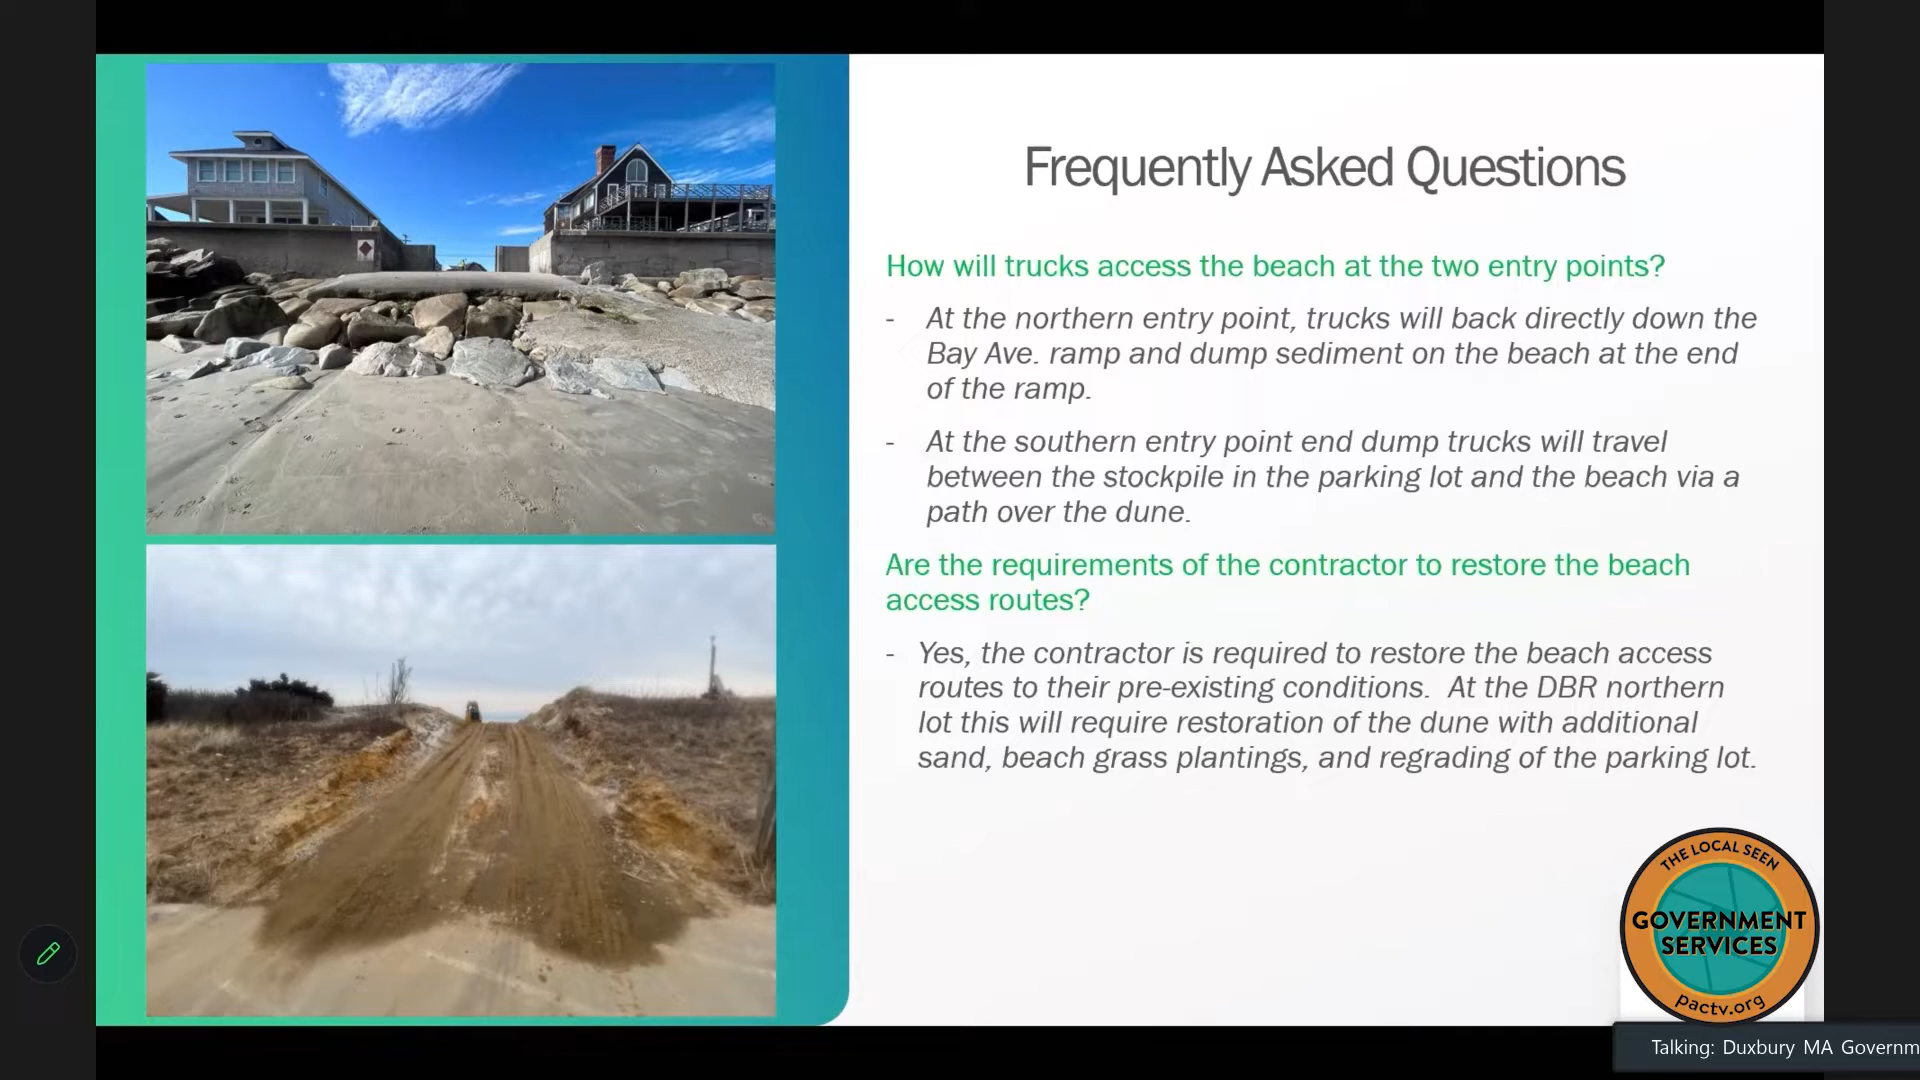 Frequently Asked Questions
How will trucks access the beach at the two entry points?
- At the northern entry point, trucks will back directly down the
Bay Ave. ramp and dump sediment on the beach at the end
of the ramp.
- At the southern entry point end dump trucks will travel
between the stockpile in the parking lot and the beach via a
path over the dune.
Are the requirements of the contractor to restore the beach
access routes?
- Yes, the contractor is required to restore the beach access
routes to their pre-existing conditions. At the DBR northern
lot this will require restoration of the dune with additional
sand, beach grass plantings, and regrading of the parking lot.
THE LOCAL SEEN
GOVERNMENT
SERVICES
pactv.org
Talking: Duxbury MA Governm